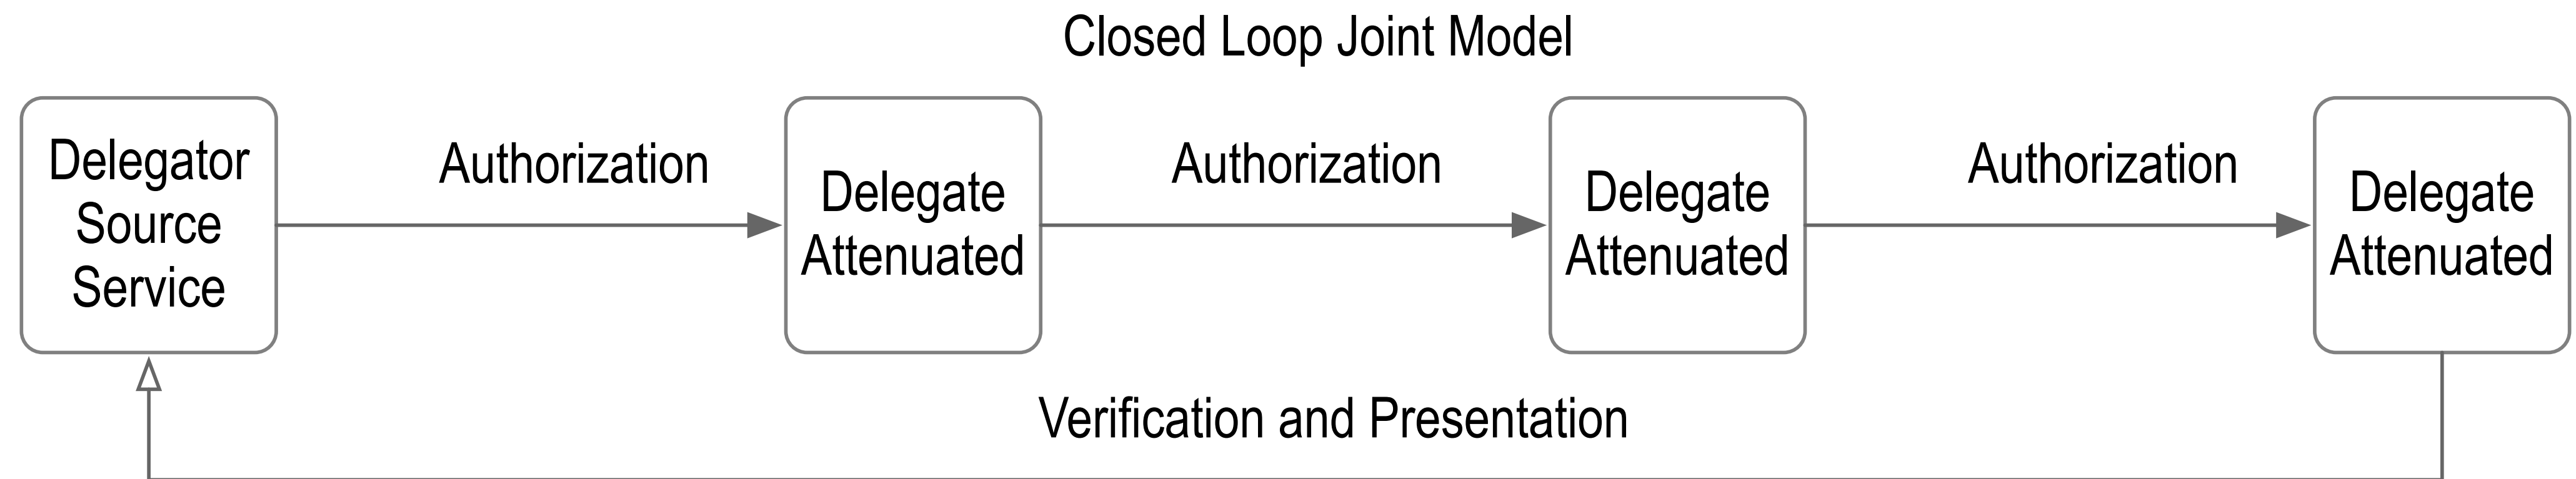 Closed Loop Joint Model
Delegator
Source
Service
Authorization
Delegate
Attenuated
Authorization
Delegate
Attenuated
Authorization
Delegate
Attenuated
Verification and Presentation